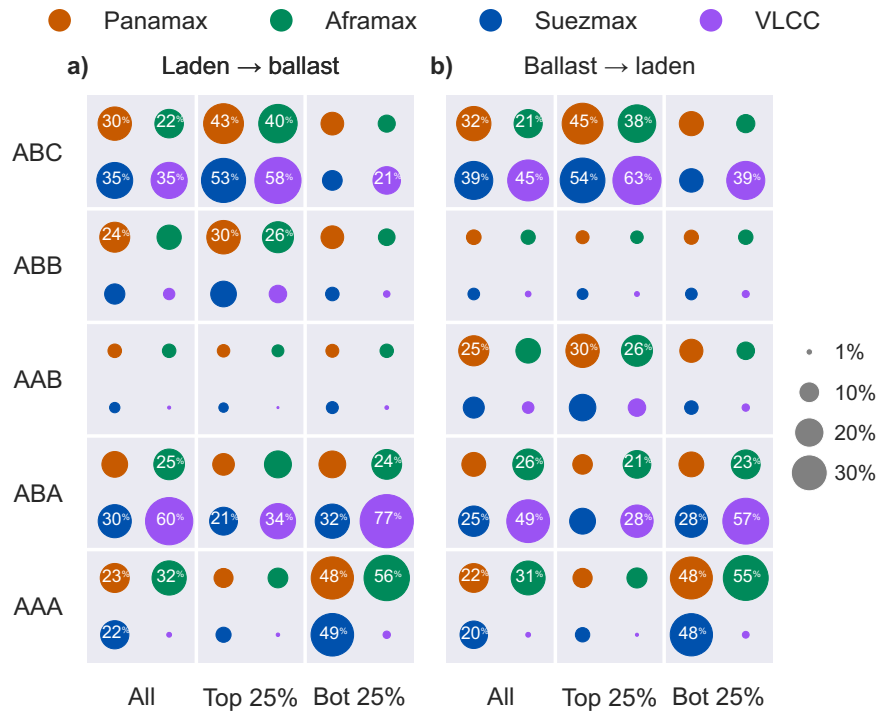 Panamax Aframax Suezmax VLCC
a) Laden → ballast b) Ballast → laden
ABC 30% 22% 43% 40% 32% 21% 45% 38%
35% 35% 53% 58% 21% 39% 45% 54% 63% 39%
ABB 24% 30% 26%
AAB 25% 30% 26%
1%
10%
20%
30%
ABA 25% 24% 26% 21% 23%
30% 60% 21% 34% 32% 77% 25% 49% 28% 28% 57%
AAA 23% 32% 48% 56% 22% 31% 48% 55%
22% 49% 20% 48%
All Top 25% Bot 25% All Top 25% Bot 25%